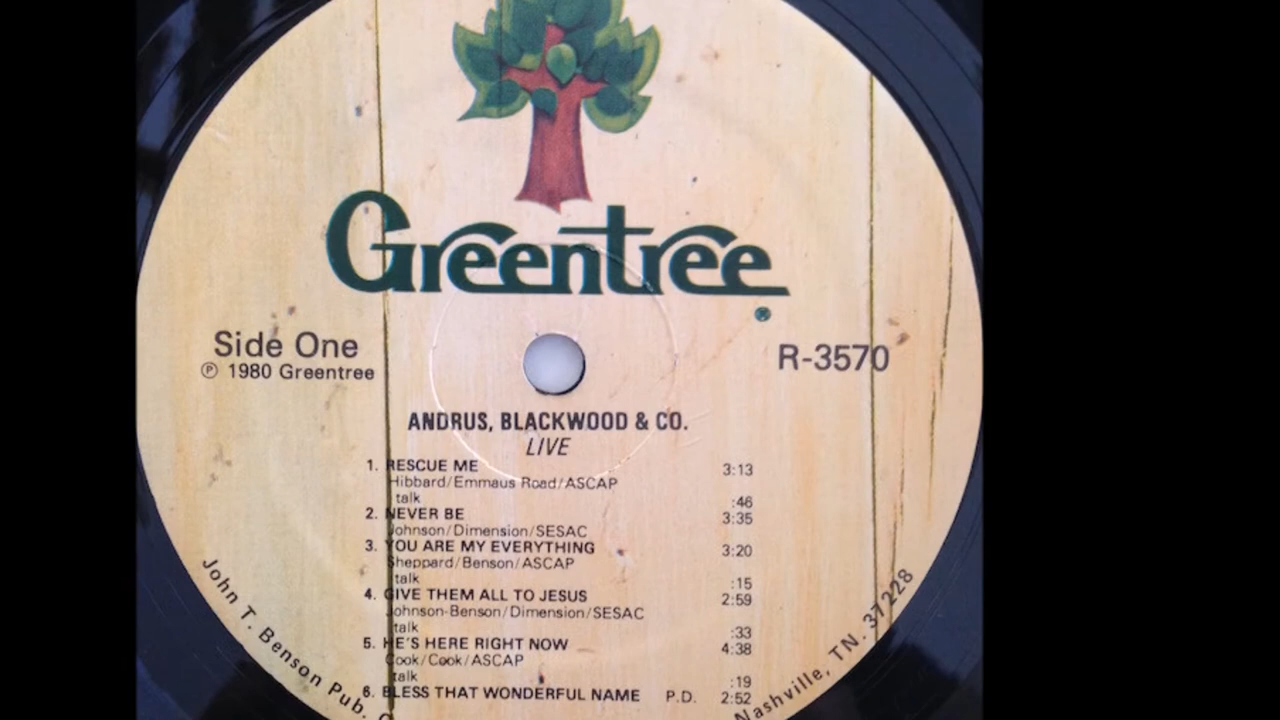 Greentree
®
Side One
℗ 1980 Greentree
R-3570
ANDRUS, BLACKWOOD & CO.
LIVE
1. RESCUE ME 3:13
Hibbard/Emmaus Road/ASCAP
talk :46
2. NEVER BE 3:35
Johnson/Dimension/SESAC
3. YOU ARE MY EVERYTHING 3:20
Sheppard/Benson/ASCAP
talk :15
4. GIVE THEM ALL TO JESUS 2:59
Johnson-Benson/Dimension/SESAC
talk :33
5. HE'S HERE RIGHT NOW 4:38
Cook/Cook/ASCAP
talk :19
6. BLESS THAT WONDERFUL NAME P.D. 2:52
John T. Benson Pub. Nashville, TN. 37228